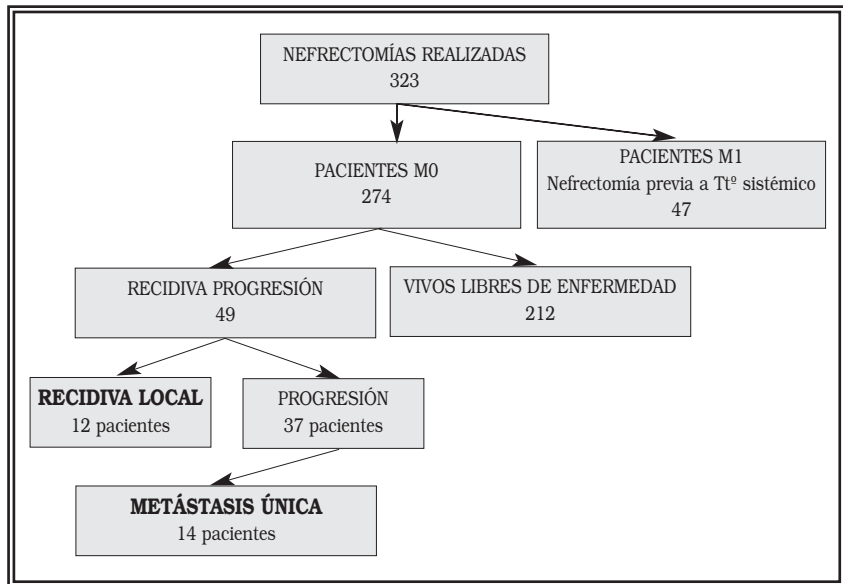 NEFRECTOMÍAS REALIZADAS
323
PACIENTES M0
274
PACIENTES M1
Nefrectomía previa a Ttº sistémico
47
RECIDIVA PROGRESIÓN
49
VIVOS LIBRES DE ENFERMEDAD
212
RECIDIVA LOCAL
12 pacientes
PROGRESIÓN
37 pacientes
METÁSTASIS ÚNICA
14 pacientes